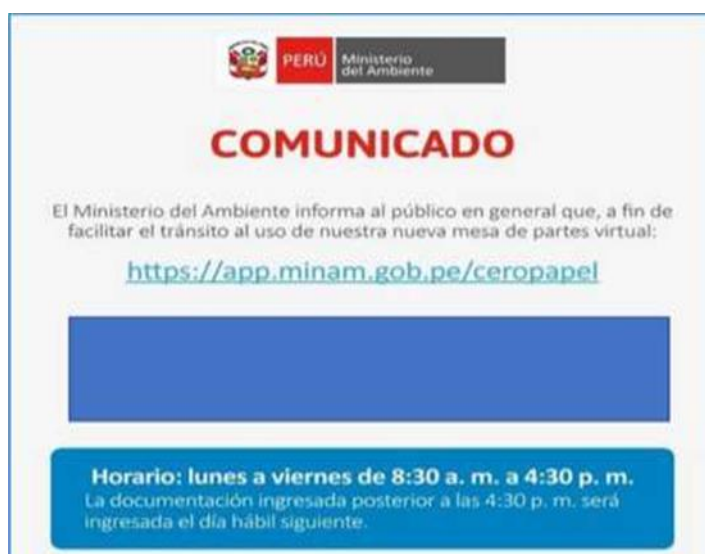 PERÚ
Ministerio
del Ambiente
COMUNICADO
El Ministerio del Ambiente informa al público en general que, a fin de
facilitar el tránsito al uso de nuestra nueva mesa de partes virtual:
https://app.minam.gob.pe/ceropapel
Horario: lunes a viernes de 8:30 a. m. a 4:30 p. m.
La documentación ingresada posterior a las 4:30 p. m. será
ingresada el día hábil siguiente.